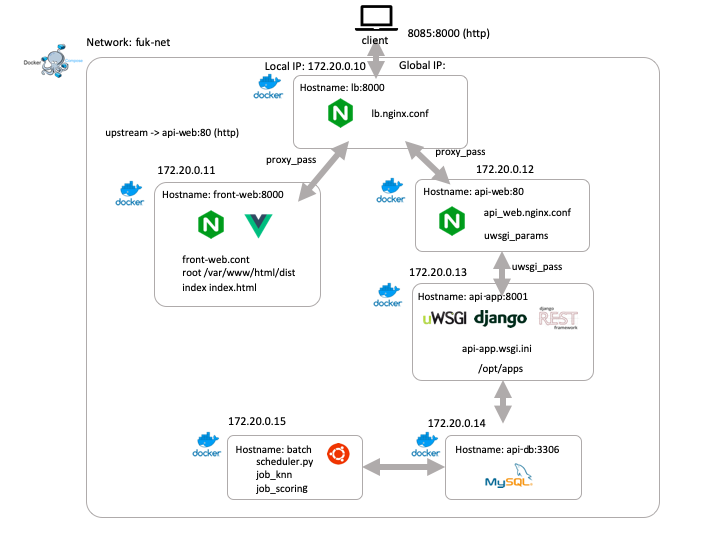 client
8085:8000 (http)
Network: fuk-net
Docker
Local IP: 172.20.0.10
Global IP:
docker
Hostname: lb:8000
lb.nginx.conf
upstream -> api-web:80 (http)
proxy_pass
proxy_pass
172.20.0.11
docker
Hostname: front-web:8000
front-web.cont
root /var/www/html/dist
index index.html
172.20.0.12
docker
Hostname: api-web:80
api_web.nginx.conf
uwsgi_params
uwsgi_pass
172.20.0.13
docker
Hostname: api-app:8001
uWSGI
django
django
REST
framework
api-app.wsgi.ini
/opt/apps
172.20.0.15
docker
Hostname: batch
scheduler.py
job_knn
job_scoring
172.20.0.14
docker
Hostname: api-db:3306
MySQL